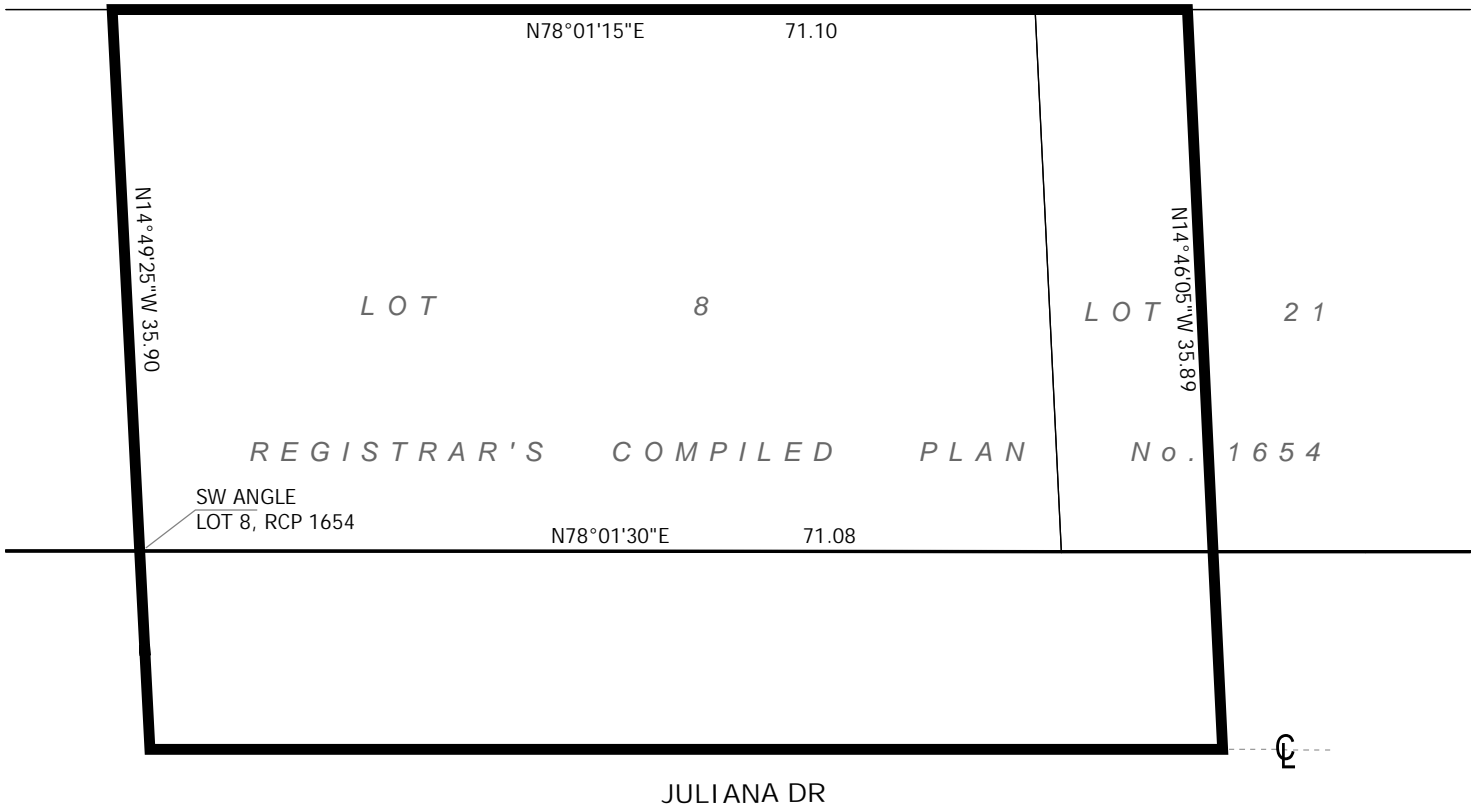 N78°01'15"E 71.10
N14°49'25"W 35.90
N14°46'05"W 35.89
LOT 8
LOT 21
REGISTRAR'S COMPILED PLAN No. 1654
SW ANGLE
LOT 8, RCP 1654
N78°01'30"E 71.08
℄
JULIANA DR